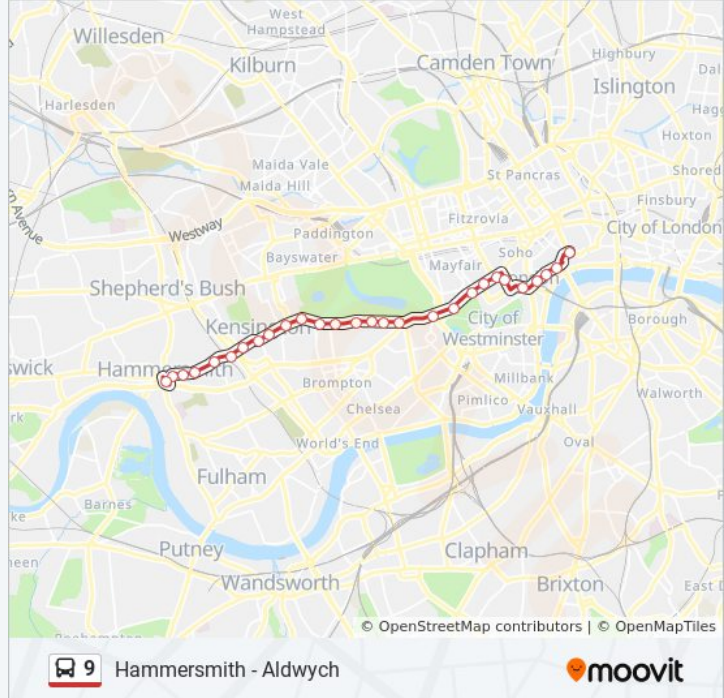 West
Hampstead
Willesden
Kilburn
Camden Town
Highbury
Islington
Harlesden
Hoxton
Maida Vale
Maida Hill
St Pancras
Finsbury
Westway
Paddington
Fitzrovia
City of London
Bayswater
Soho
Mayfair
Shepherd's Bush
Kensington
City of
Westminster
Borough
Hammersmith
Brompton
Millbank
Chelsea
Pimlico
Walworth
Vauxhall
World's End
Oval
Fulham
Barnes
Putney
Clapham
Wandsworth
Brixton
© OpenStreetMap contributors | © OpenMapTiles
9 Hammersmith - Aldwych
moovit